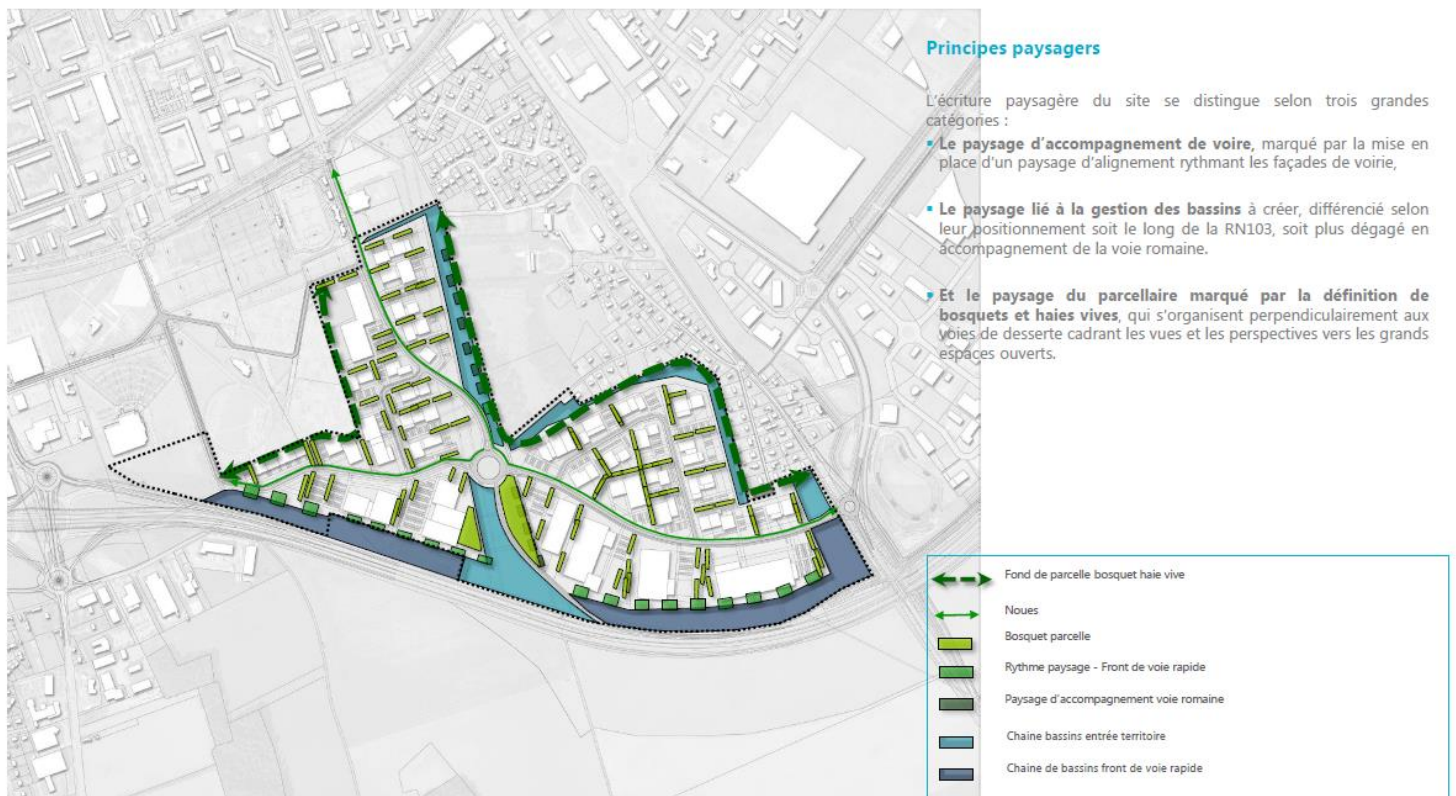 Principes paysagers
L'écriture paysagère du site se distingue selon trois grandes
catégories :
▪ Le paysage d'accompagnement de voire, marqué par la mise en
place d'un paysage d'alignement rythmant les façades de voirie,
▪ Le paysage lié à la gestion des bassins à créer, différencié selon
leur positionnement soit le long de la RN103, soit plus dégagé en
accompagnement de la voie romaine.
▪ Et le paysage du parcellaire marqué par la définition de
bosquets et haies vives, qui s'organisent perpendiculairement aux
voies de desserte cadrant les vues et les perspectives vers les grands
espaces ouverts.
Fond de parcelle bosquet haie vive
Noues
Bosquet parcelle
Rythme paysage - Front de voie rapide
Paysage d'accompagnement voie romaine
Chaine bassins entrée territoire
Chaine de bassins front de voie rapide